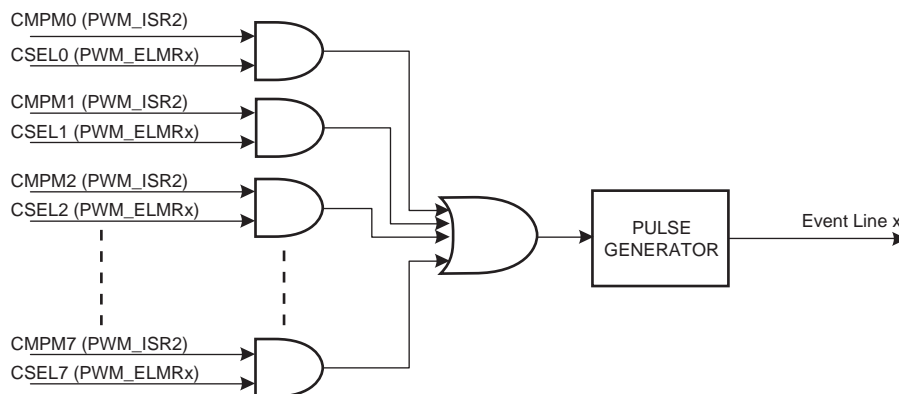 CMPM0 (PWM_ISR2)
CSEL0 (PWM_ELMRx)
CMPM1 (PWM_ISR2)
CSEL1 (PWM_ELMRx)
CMPM2 (PWM_ISR2)
CSEL2 (PWM_ELMRx)
CMPM7 (PWM_ISR2)
CSEL7 (PWM_ELMRx)
PULSE
GENERATOR
Event Line x